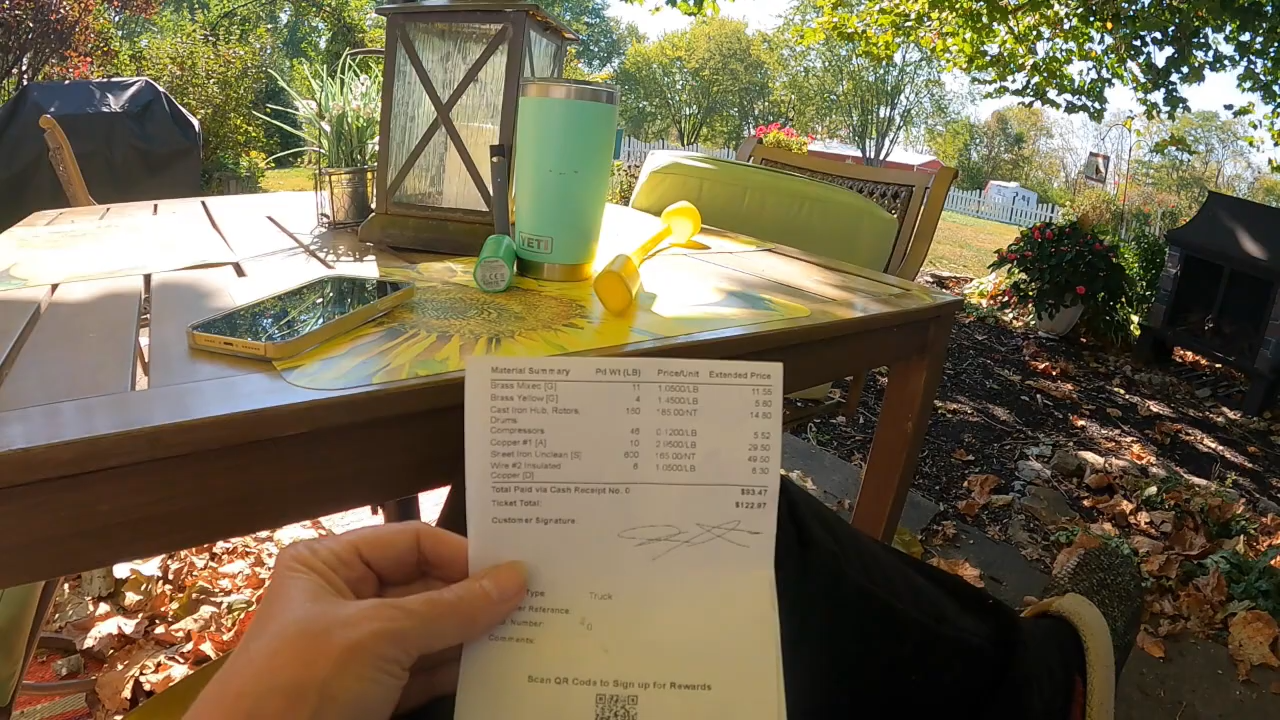 YETI
Material Summary Pd Wt (LB) Price/Unit Extended Price
Brass Mixed [G] 11 1.0500/LB 11.55
Brass Yellow [G] 4 1.4500/LB 5.80
Cast Iron Hub, Rotors, 160 185.00/NT 14.80
Drums
Compressors 46 0.1200/LB 5.52
Copper #1 [A] 10 2.9500/LB 29.50
Sheet Iron Unclean [S] 600 165.00/NT 49.50
Wire #2 Insulated 6 1.0500/LB 6.30
Copper [D]
Total Paid via Cash Receipt No. 0 $93.47
Ticket Total: $122.97
Customer Signature
Type Truck
er Reference:
Number: 0
Comments:
Scan QR Code to Sign up for Rewards